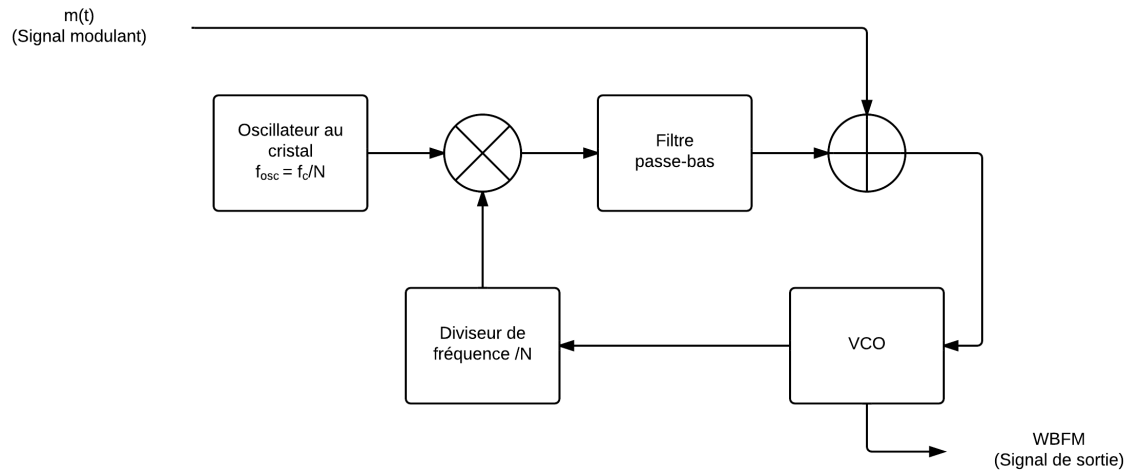 m(t)
(Signal modulant)
Oscillateur au
cristal
fosc = fc/N
Filtre
passe-bas
Diviseur de
fréquence /N
VCO
WBFM
(Signal de sortie)